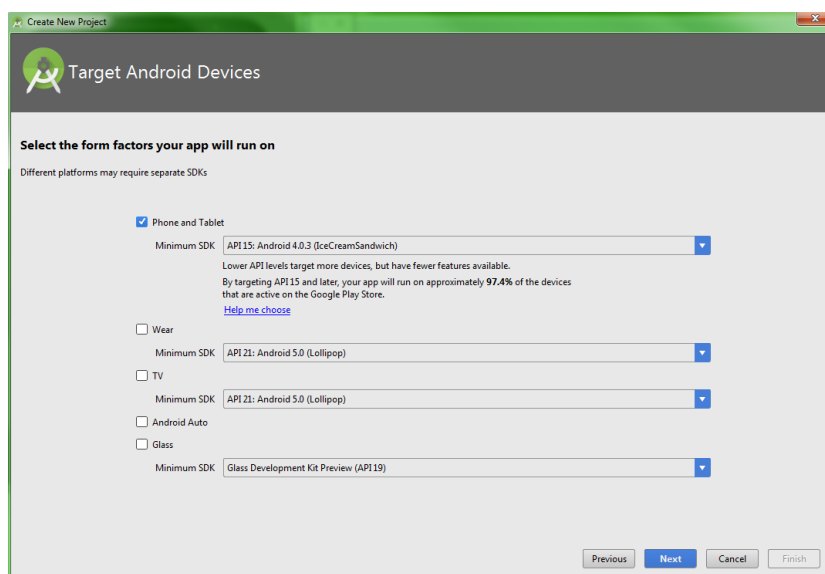 Create New Project
Target Android Devices
Select the form factors your app will run on
Different platforms may require separate SDKs
Phone and Tablet
Minimum SDK API 15: Android 4.0.3 (IceCreamSandwich)
Lower API levels target more devices, but have fewer features available.
By targeting API 15 and later, your app will run on approximately 97.4% of the devices
that are active on the Google Play Store.
Help me choose
Wear
Minimum SDK API 21: Android 5.0 (Lollipop)
TV
Minimum SDK API 21: Android 5.0 (Lollipop)
Android Auto
Glass
Minimum SDK Glass Development Kit Preview (API 19)
Previous Next Cancel Finish